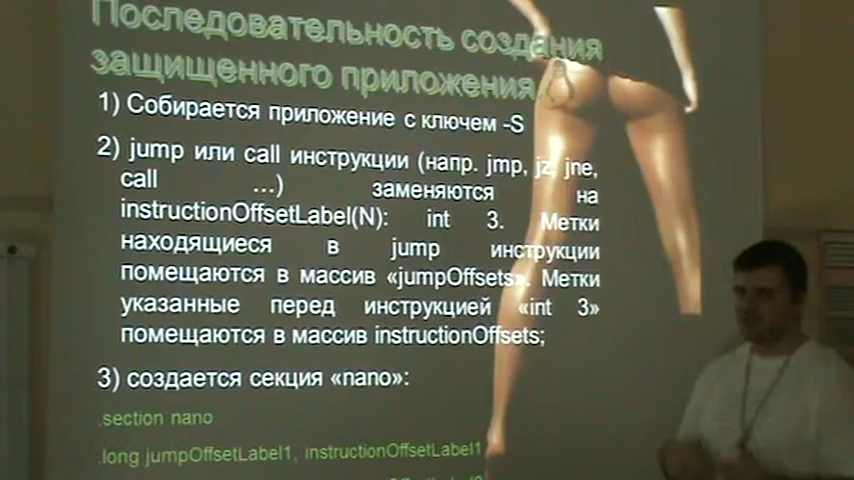 Последовательность создания
защищенного приложения
1) Собирается приложение с ключем -S
2) jump или call инструкции (напр. jmp, jz, jne,
call ...) заменяются на
instructionOffsetLabel(N): int 3. Метки
находящиеся в jump инструкции
помещаются в массив «jumpOffsets». Метки
указанные перед инструкцией «int 3»
помещаются в массив instructionOffsets;
3) создается секция «nano»:
.section nano
.long jumpOffsetLabel1, instructionOffsetLabel1